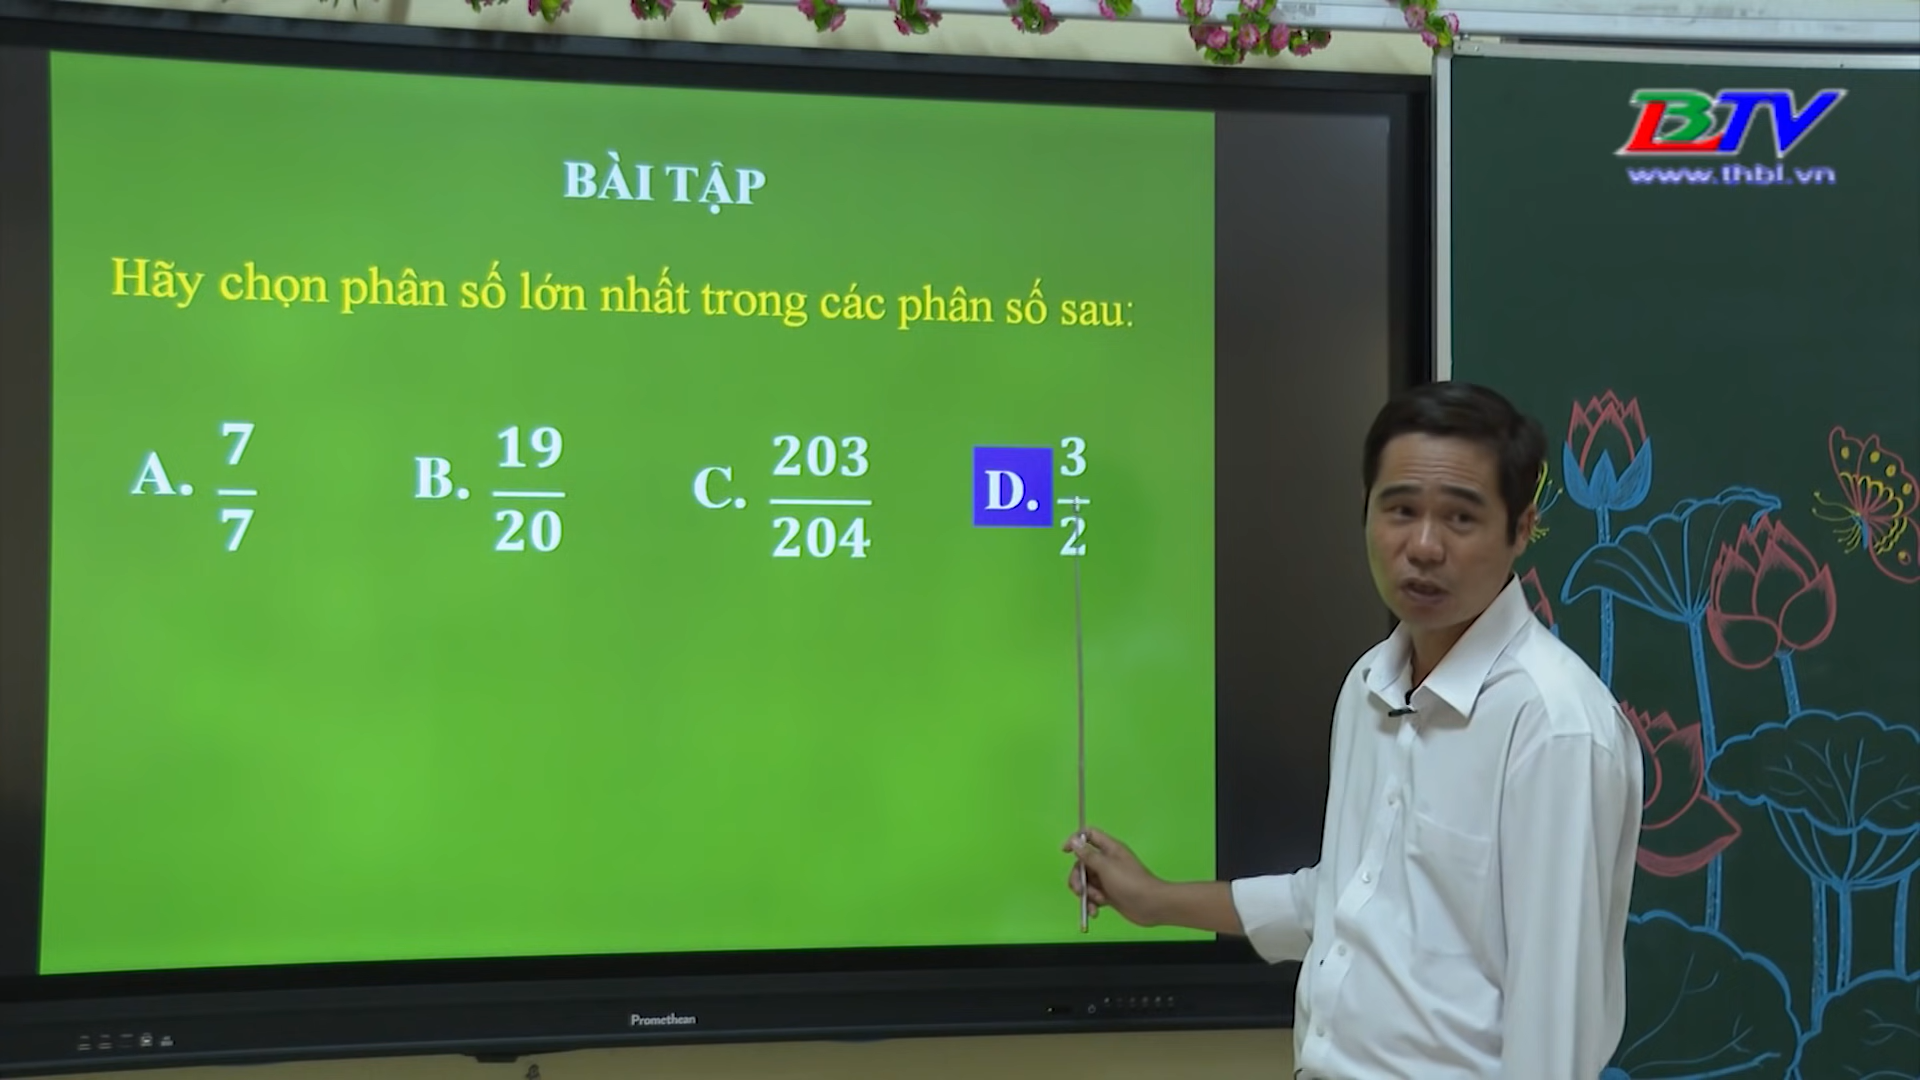 BTV
www.thbl.vn
BÀI TẬP
Hãy chọn phân số lớn nhất trong các phân số sau:
A. 7/7 B. 19/20 C. 203/204 D. 3/2
Promethean